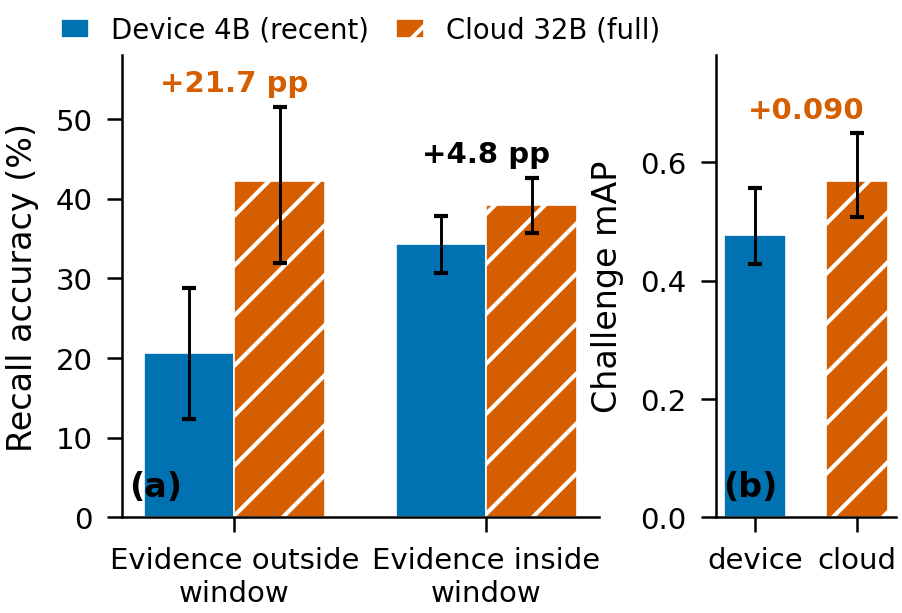 Device 4B (recent) Cloud 32B (full)
Recall accuracy (%)
50
40
30
20
10
0
+21.7 pp
+4.8 pp
(a)
Evidence outside
window
Evidence inside
window
Challenge mAP
0.6
0.4
0.2
0.0
+0.090
(b)
device cloud